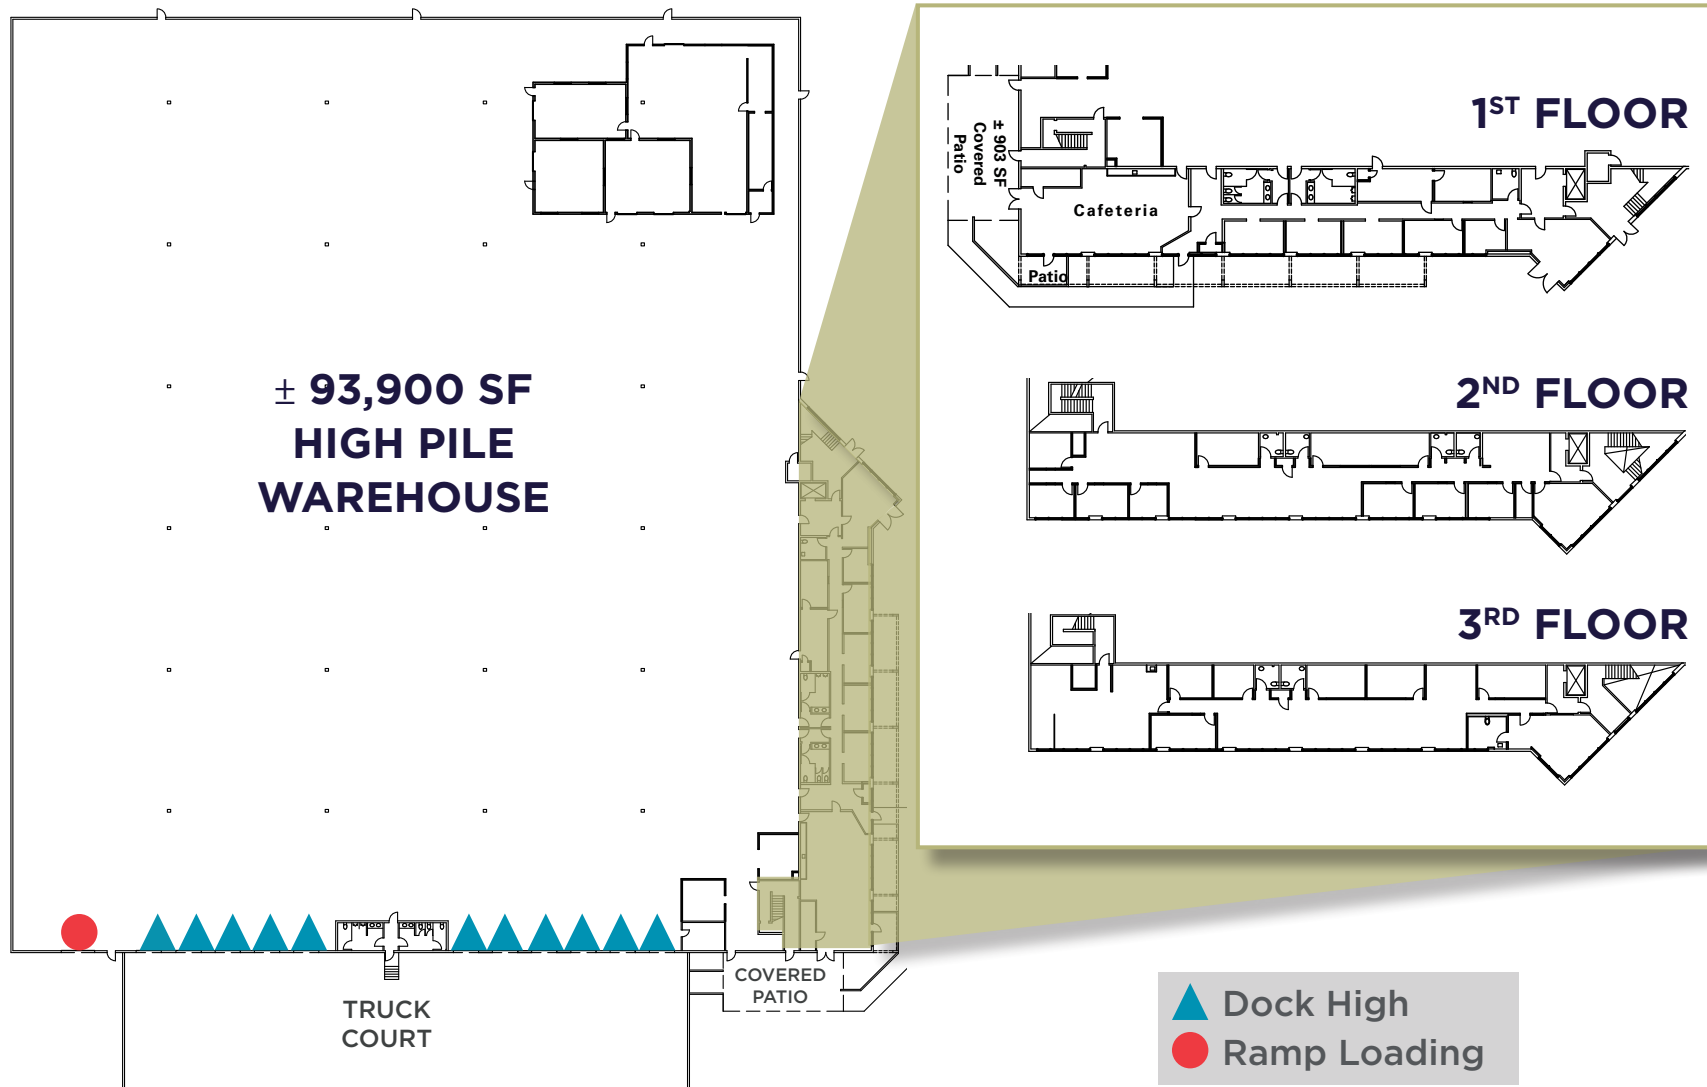 ± 93,900 SF
HIGH PILE
WAREHOUSE
TRUCK
COURT
COVERED
PATIO
1ST FLOOR
± 903 SF
Covered
Patio
Cafeteria
Patio
2ND FLOOR
3RD FLOOR
Dock High
Ramp Loading